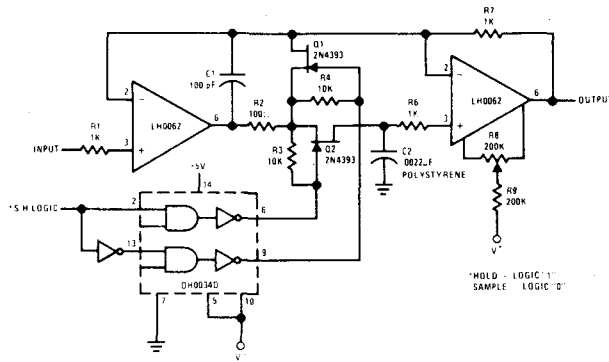 R7
1K
Q1
2N4393
C1
100 pF
R4
10K
2
6
LH0062
3
R1
1K
INPUT
R2
R3
10K
Q2
2N4393
R6
1K
C2
.0022µF
POLYSTYRENE
2
6
LH0062
3
OUTPUT
R8
200K
R9
200K
V+
14
*S H LOGIC
2
6
13
9
DH0034D
7
5
10
*HOLD - LOGIC "1"
SAMPLE LOGIC "0"